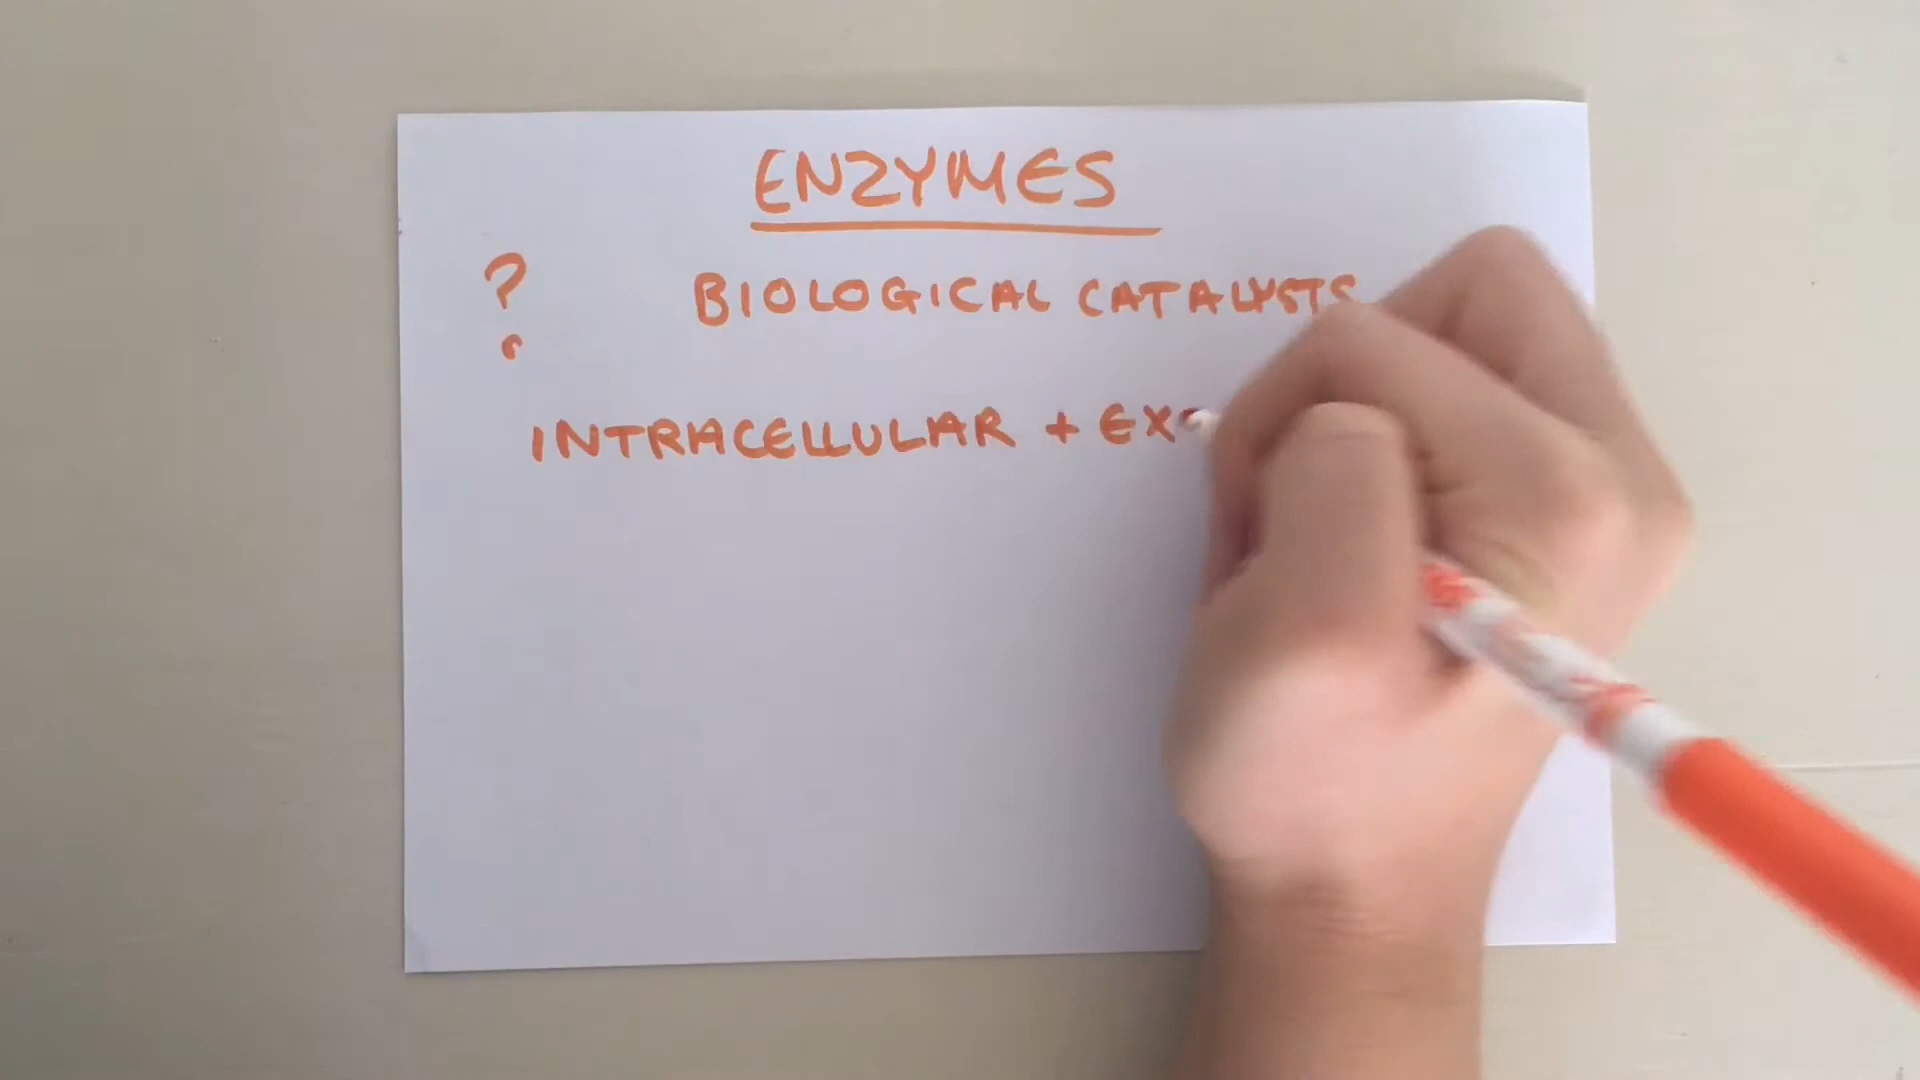 ENZYMES
? BIOLOGICAL CATALYSTS
INTRACELLULAR + EX